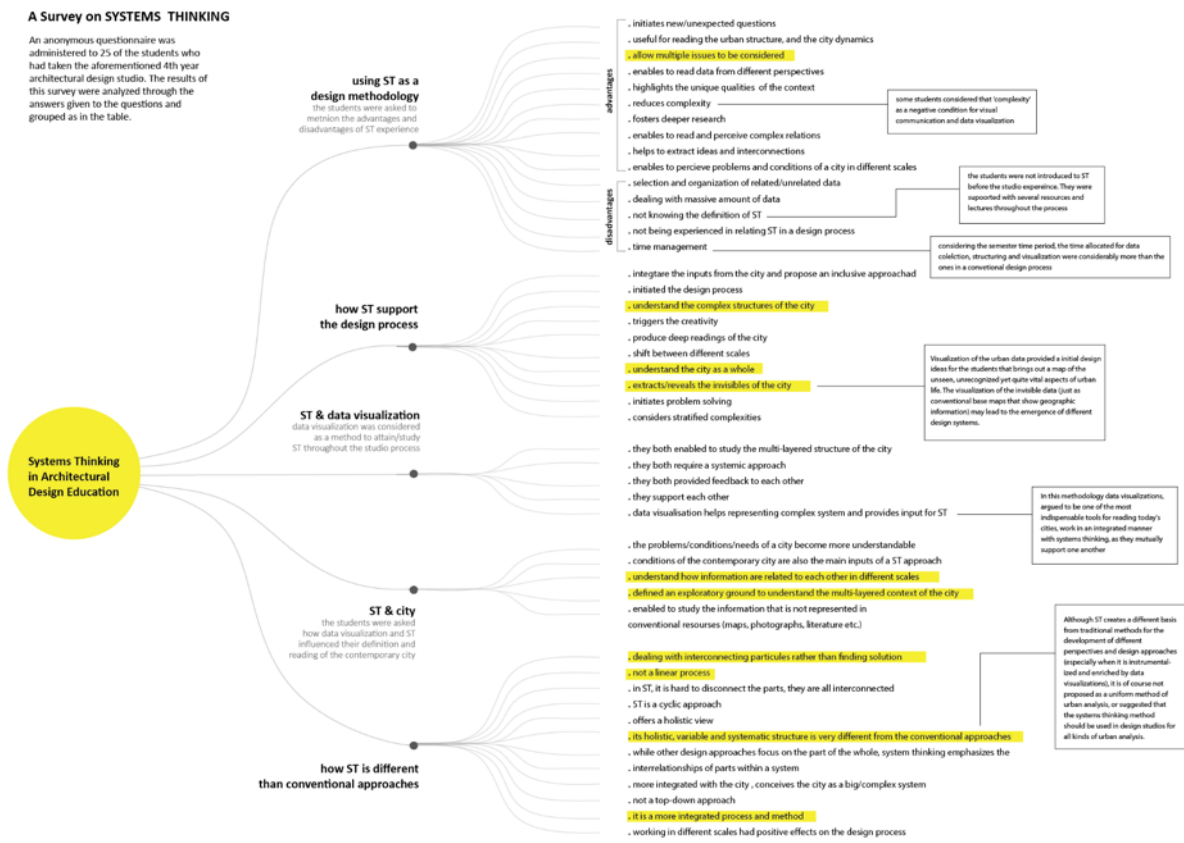 A Survey on SYSTEMS THINKING
An anonymous questionnaire was
administered to 25 of the students who
had taken the aforementioned 4th year
architectural design studio. The results of
this survey were analyzed through the
answers given to the questions and
grouped as in the table.
Systems Thinking
in Architectural
Design Education
using ST as a
design methodology
the students were asked to
metnion the advantages and
disadvantages of ST experience
advantages
. initiates new/unexpected questions
. useful for reading the urban structure, and the city dynamics
. allow multiple issues to be considered
. enables to read data from different perspectives
. highlights the unique qualities of the context
. reduces complexity
. fosters deeper research
. enables to read and perceive complex relations
. helps to extract ideas and interconnections
. enables to percieve problems and conditions of a city in different scales
some students considered that 'complexity'
as a negative condition for visual
communication and data visualization
disadvantages
. selection and organization of related/unrelated data
. dealing with massive amount of data
. not knowing the definition of ST
. not being experienced in relating ST in a design process
. time management
the students were not introduced to ST
before the studio expereince. They were
supoorted with several resources and
lectures throughout the process
considering the semester time period, the time allocated for data
colelction, structuring and visualization were considerably more than the
ones in a convetional design process
how ST support
the design process
. integtare the inputs from the city and propose an inclusive approachad
. initiated the design process
. understand the complex structures of the city
. triggers the creativity
. produce deep readings of the city
. shift between different scales
. understand the city as a whole
. extracts/reveals the invisibles of the city
. initiates problem solving
. considers stratified complexities
Visualization of the urban data provided a initial design
ideas for the students that brings out a map of the
unseen, unrecognized yet quite vital aspects of urban
life. The visualization of the invisible data (just as
conventional base maps that show geographic
information) may lead to the emergence of different
design systems.
ST & data visualization
data visualization was considered
as a method to attain/study
ST throughout the studio process
. they both enabled to study the multi-layered structure of the city
. they both require a systemic approach
. they both provided feedback to each other
. they support each other
. data visualisation helps representing complex system and provides input for ST
In this methodology data visualizations,
argued to be one of the most
indispensable tools for reading today's
cities, work in an integrated manner
with systems thinking, as they mutually
support one another
ST & city
the students were asked
how data visualization and ST
influenced their definition and
reading of the contemporary city
. the problems/conditions/needs of a city become more understandable
. conditions of the contemporary city are also the main inputs of a ST approach
. understand how information are related to each other in different scales
. defined an exploratory ground to understand the multi-layered context of the city
. enabled to study the information that is not represented in
conventional resourses (maps, photographs, literature etc.)
how ST is different
than conventional approaches
. dealing with interconnecting particules rather than finding solution
. not a linear process
. in ST, it is hard to disconnect the parts, they are all interconnected
. ST is a cyclic approach
. offers a holistic view
. its holistic, variable and systematic structure is very different from the conventional approaches
. while other design approaches focus on the part of the whole, system thinking emphasizes the
. interrelationships of parts within a system
. more integrated with the city , conceives the city as a big/complex system
. not a top-down approach
. it is a more integrated process and method
. working in different scales had positive effects on the design process
Although ST creates a different basis
from traditional methods for the
development of different
perspectives and design approaches
(especially when it is instrumental-
ized and enriched by data
visualizations), it is of course not
proposed as a uniform method of
urban analysis, or suggested that
the systems thinking method
should be used in design studios for
all kinds of urban analysis.